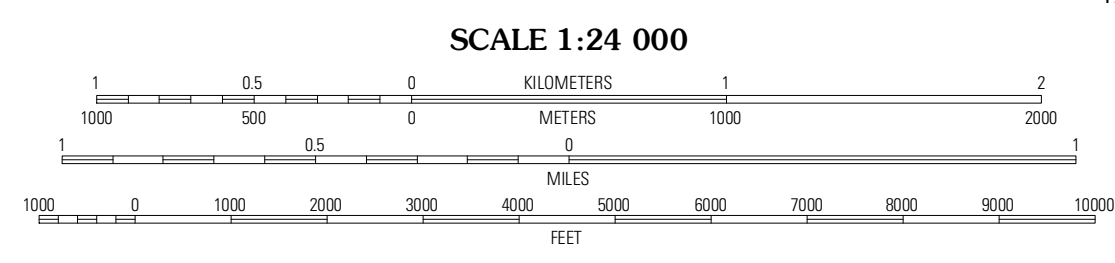 SCALE 1:24 000
1 0.5 0 KILOMETERS 1 2
1000 500 0 METERS 1000 2000
1 0.5 0 1
MILES
1000 0 1000 2000 3000 4000 5000 6000 7000 8000 9000 10000
FEET